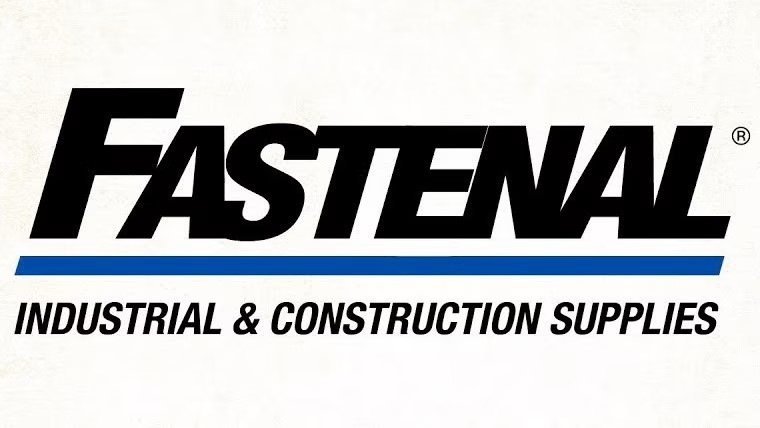 FASTENAL®
INDUSTRIAL & CONSTRUCTION SUPPLIES